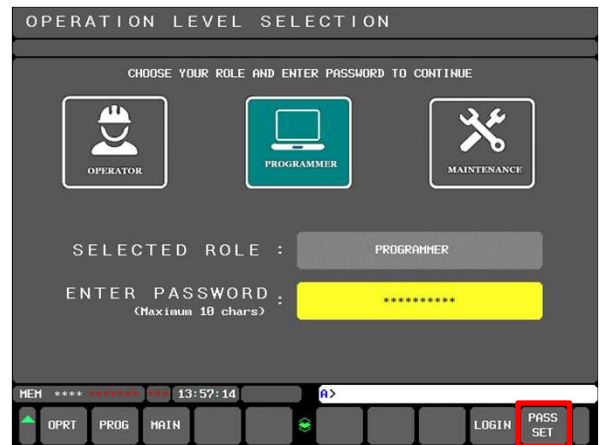 OPERATION LEVEL SELECTION
CHOOSE YOUR ROLE AND ENTER PASSWORD TO CONTINUE
OPERATOR
PROGRAMMER
MAINTENANCE
SELECTED ROLE : PROGRAMMER
ENTER PASSWORD : **********
(Maximum 10 chars)
MEM **** ******* *** 13:57:14 A>
OPRT PROG MAIN LOGIN PASS SET